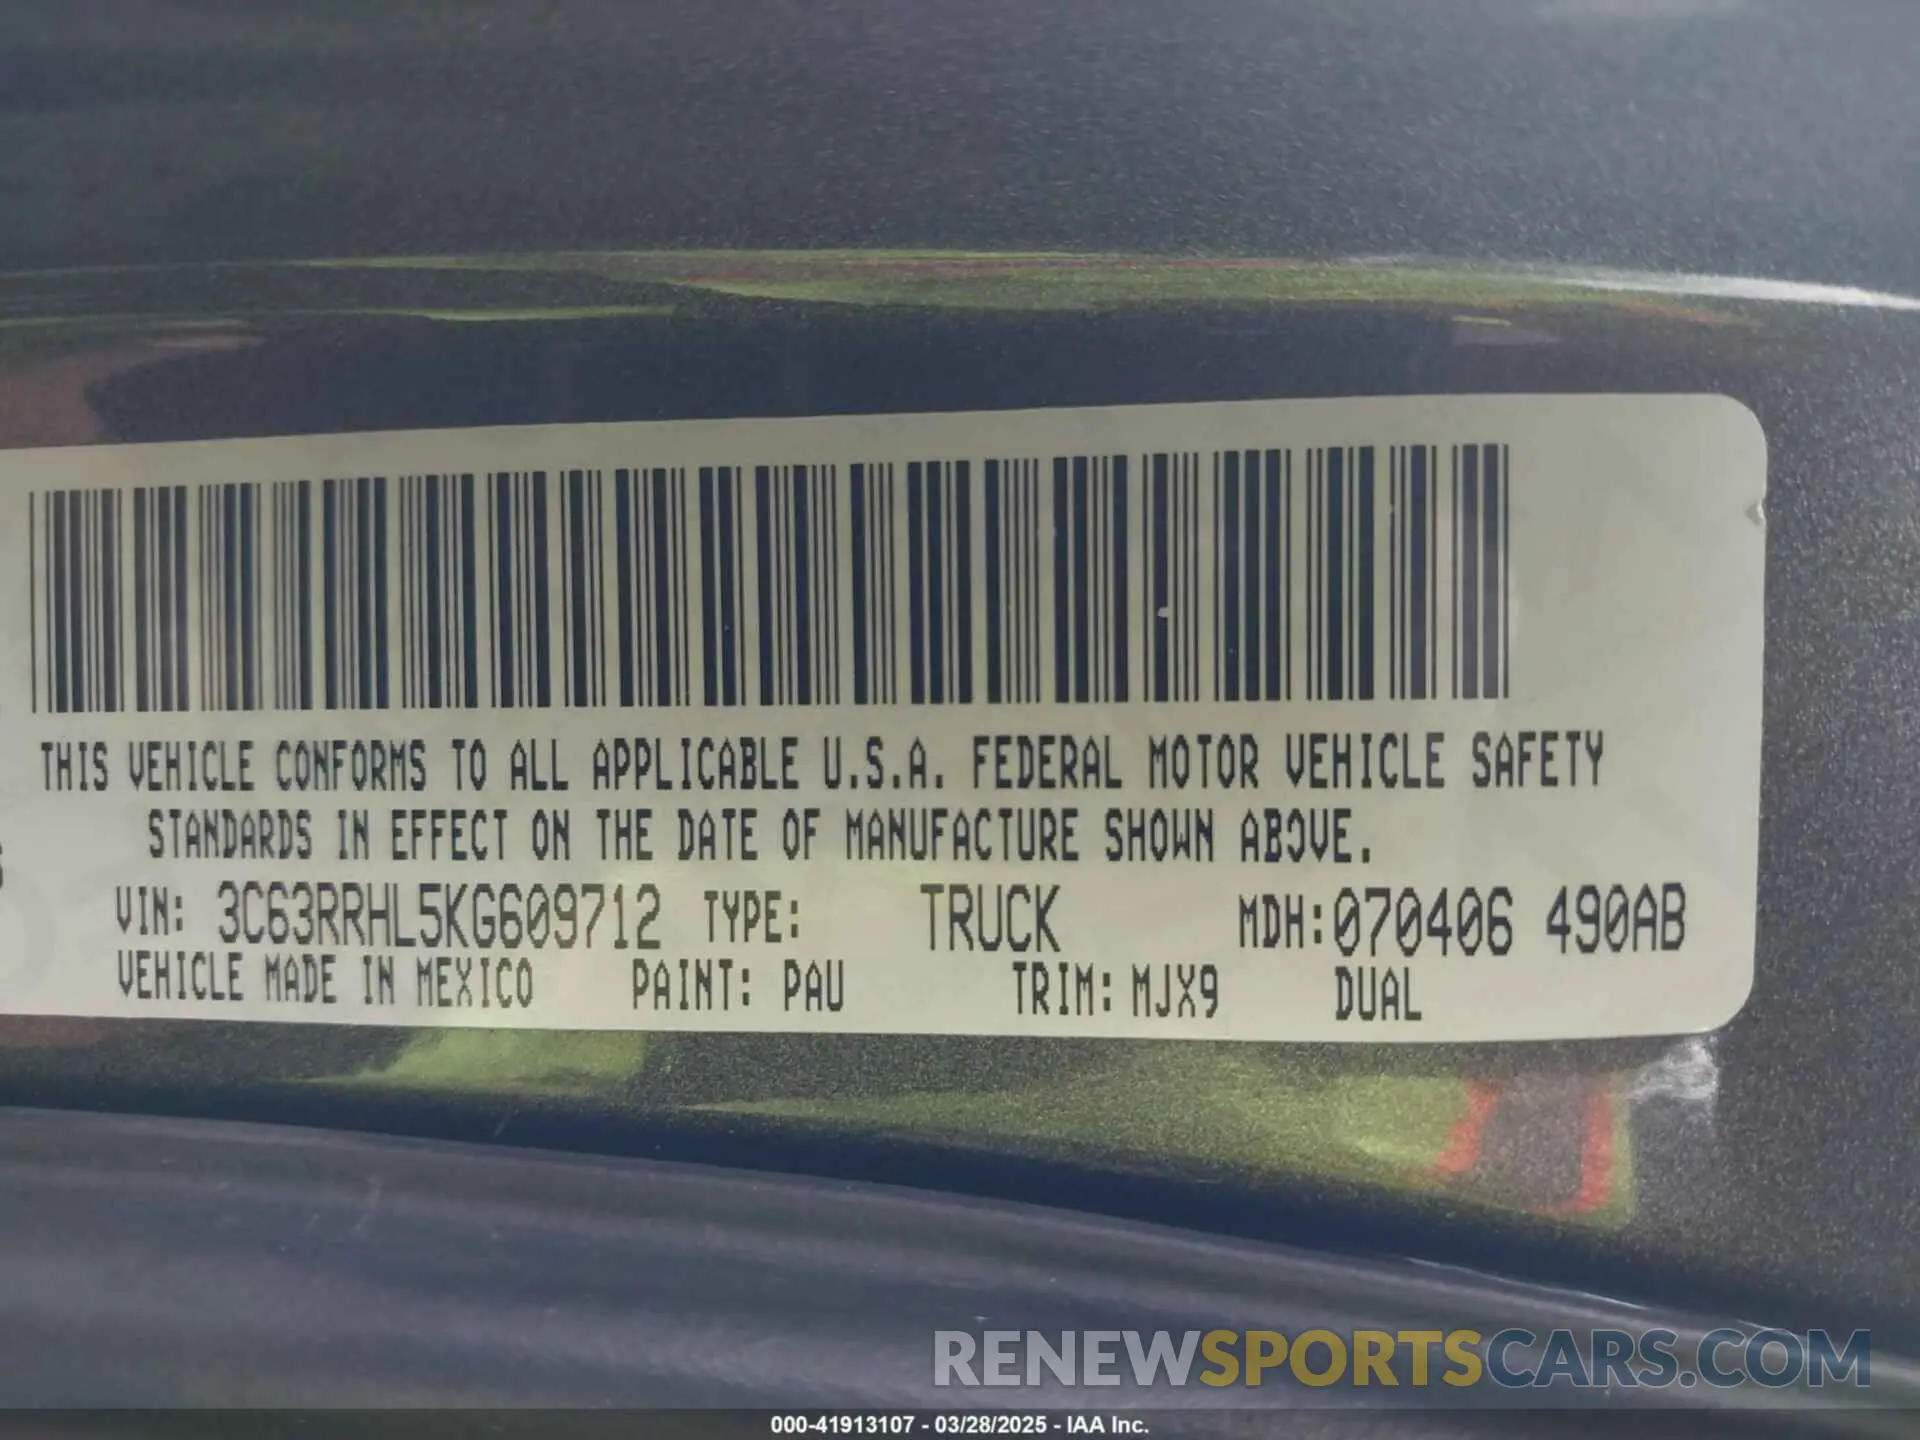 THIS VEHICLE CONFORMS TO ALL APPLICABLE U.S.A. FEDERAL MOTOR VEHICLE SAFETY
STANDARDS IN EFFECT ON THE DATE OF MANUFACTURE SHOWN ABOVE.
VIN: 3C63RRHL5KG609712 TYPE: TRUCK MDH:070406 490AB
VEHICLE MADE IN MEXICO PAINT: PAU TRIM: MJX9 DUAL
RENEWSPORTSCARS.COM
000-41913107 - 03/28/2025 - IAA Inc.